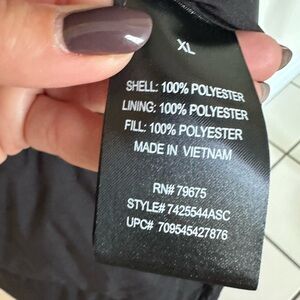 XL
SHELL: 100% POLYESTER
LINING: 100% POLYESTER
FILL: 100% POLYESTER
MADE IN VIETNAM
RN# 79675
STYLE# 7425544ASC
UPC# 709545427876